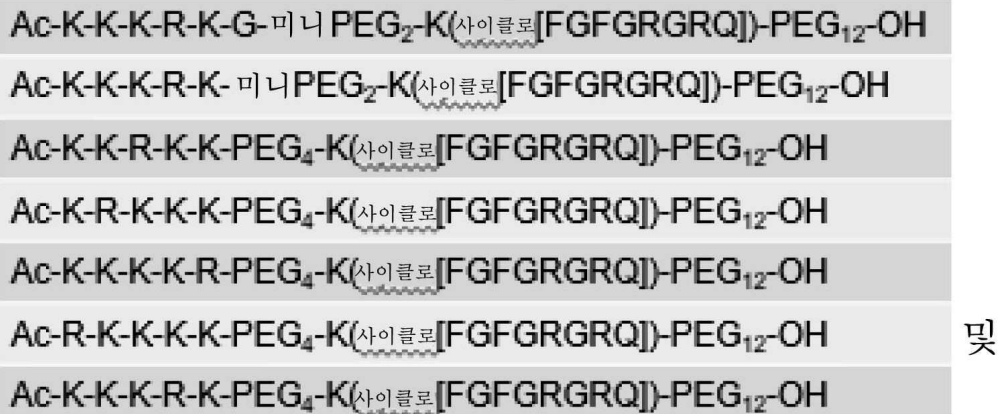 Ac-K-K-K-R-K-G-미니PEG₂-K(사이클로[FGFGRGRQ])-PEG₁₂-OH
Ac-K-K-K-R-K-미니PEG₂-K(사이클로[FGFGRGRQ])-PEG₁₂-OH
Ac-K-K-R-K-K-PEG₄-K(사이클로[FGFGRGRQ])-PEG₁₂-OH
Ac-K-R-K-K-K-PEG₄-K(사이클로[FGFGRGRQ])-PEG₁₂-OH
Ac-K-K-K-K-R-PEG₄-K(사이클로[FGFGRGRQ])-PEG₁₂-OH
Ac-R-K-K-K-K-PEG₄-K(사이클로[FGFGRGRQ])-PEG₁₂-OH 및
Ac-K-K-K-R-K-PEG₄-K(사이클로[FGFGRGRQ])-PEG₁₂-OH